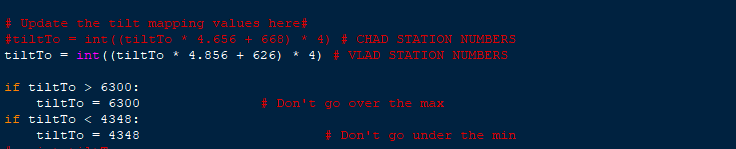 # Update the tilt mapping values here#
#tiltTo = int((tiltTo * 4.656 + 668) * 4) # CHAD STATION NUMBERS
tiltTo = int((tiltTo * 4.856 + 626) * 4) # VLAD STATION NUMBERS
if tiltTo > 6300:
tiltTo = 6300 # Don't go over the max
if tiltTo < 4348:
tiltTo = 4348 # Don't go under the min